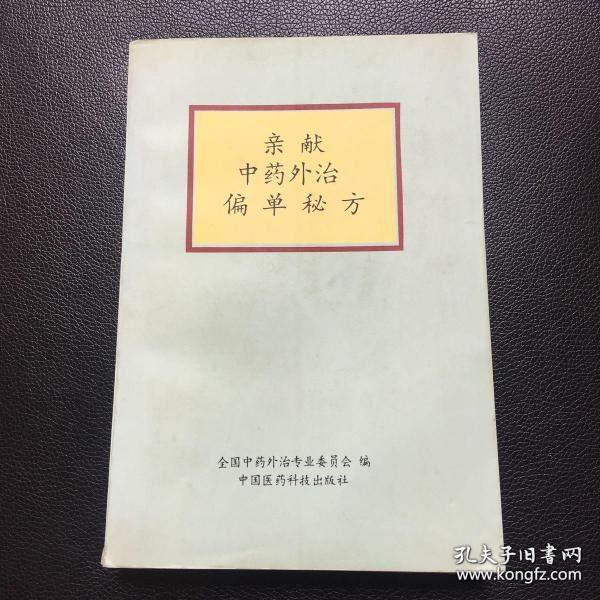 亲献
中药外治
偏单秘方
全国中药外治专业委员会 编
中国医药科技出版社
孔夫子旧书网
www.kongfz.com